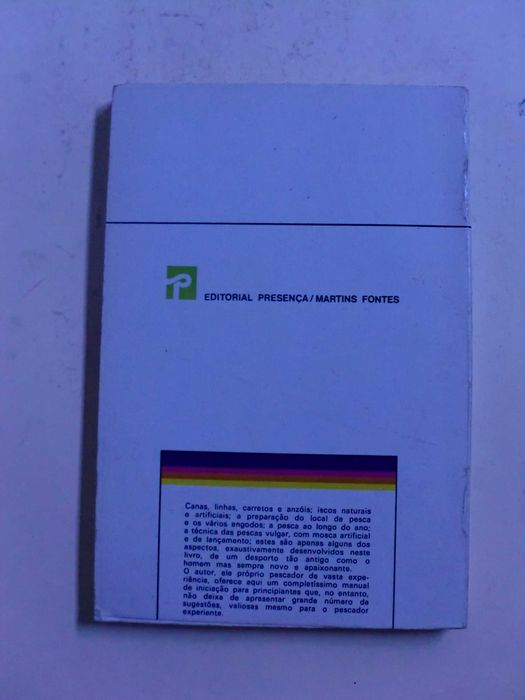 EDITORIAL PRESENÇA/MARTINS FONTES
Canas, linhas, carretos e anzóis; iscos naturais
e artificiais; a preparação do local de pesca
e os vários engodos; a pesca ao longo do ano;
a técnica das pescas vulgar, com mosca artificial
e de lançamento; estes são apenas alguns dos
aspectos, exaustivamente desenvolvidos neste
livro, de um desporto tão antigo como o
homem mas sempre novo e apaixonante.
O autor, ele próprio pescador de vasta expe-
riência, oferece aqui um completíssimo manual
de iniciação para principiantes que, no entanto,
não deixa de apresentar grande número de
sugestões, valiosas mesmo para o pescador
experiente.